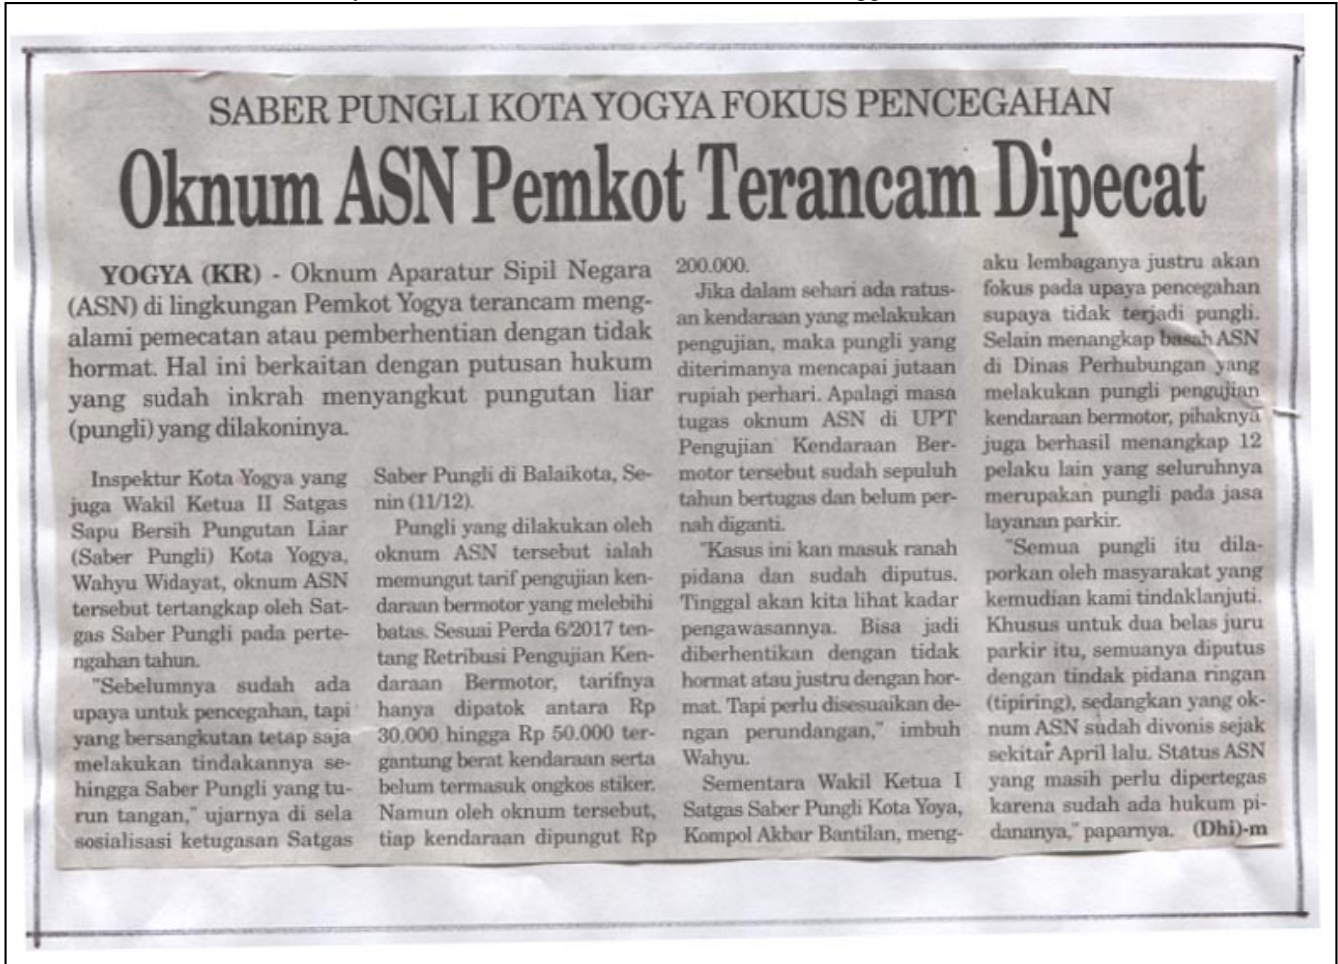 SABER PUNGLI KOTA YOGYA FOKUS PENCEGAHAN
Oknum ASN Pemkot Terancam Dipecat
YOGYA (KR) - Oknum Aparatur Sipil Negara
(ASN) di lingkungan Pemkot Yogya terancam meng-
alami pemecatan atau pemberhentian dengan tidak
hormat. Hal ini berkaitan dengan putusan hukum
yang sudah inkrah menyangkut pungutan liar
(pungli) yang dilakoninya.
Inspektur Kota Yogya yang
juga Wakil Ketua II Satgas
Sapu Bersih Pungutan Liar
(Saber Pungli) Kota Yogya,
Wahyu Widayat, oknum ASN
tersebut tertangkap oleh Sat-
gas Saber Pungli pada perte-
ngahan tahun.
"Sebelumnya sudah ada
upaya untuk pencegahan, tapi
yang bersangkutan tetap saja
melakukan tindakannya se-
hingga Saber Pungli yang tu-
run tangan," ujarnya di sela
sosialisasi ketugasan Satgas
Saber Pungli di Balaikota, Se-
nin (11/12).
Pungli yang dilakukan oleh
oknum ASN tersebut ialah
memungut tarif pengujian ken-
daraan bermotor yang melebihi
batas. Sesuai Perda 6/2017 ten-
tang Retribusi Pengujian Ken-
daraan Bermotor, tarifnya
hanya dipatok antara Rp
30.000 hingga Rp 50.000 ter-
gantung berat kendaraan serta
belum termasuk ongkos stiker.
Namun oleh oknum tersebut,
tiap kendaraan dipungut Rp
200.000.
Jika dalam sehari ada ratus-
an kendaraan yang melakukan
pengujian, maka pungli yang
diterimanya mencapai jutaan
rupiah perhari. Apalagi masa
tugas oknum ASN di UPT
Pengujian Kendaraan Ber-
motor tersebut sudah sepuluh
tahun bertugas dan belum per-
nah diganti.
"Kasus ini kan masuk ranah
pidana dan sudah diputus.
Tinggal akan kita lihat kadar
pengawasannya. Bisa jadi
diberhentikan dengan tidak
hormat atau justru dengan hor-
mat. Tapi perlu disesuaikan de-
ngan perundangan," imbuh
Wahyu.
Sementara Wakil Ketua I
Satgas Saber Pungli Kota Yoya,
Kompol Akbar Bantilan, meng-
aku lembaganya justru akan
fokus pada upaya pencegahan
supaya tidak terjadi pungli.
Selain menangkap basah ASN
di Dinas Perhubungan yang
melakukan pungli pengujian
kendaraan bermotor, pihaknya
juga berhasil menangkap 12
pelaku lain yang seluruhnya
merupakan pungli pada jasa
layanan parkir.
"Semua pungli itu dila-
porkan oleh masyarakat yang
kemudian kami tindaklanjuti.
Khusus untuk dua belas juru
parkir itu, semuanya diputus
dengan tindak pidana ringan
(tipiring), sedangkan yang ok-
num ASN sudah divonis sejak
sekitar April lalu. Status ASN
yang masih perlu dipertegas
karena sudah ada hukum pi-
dananya," paparnya. (Dhi)-m